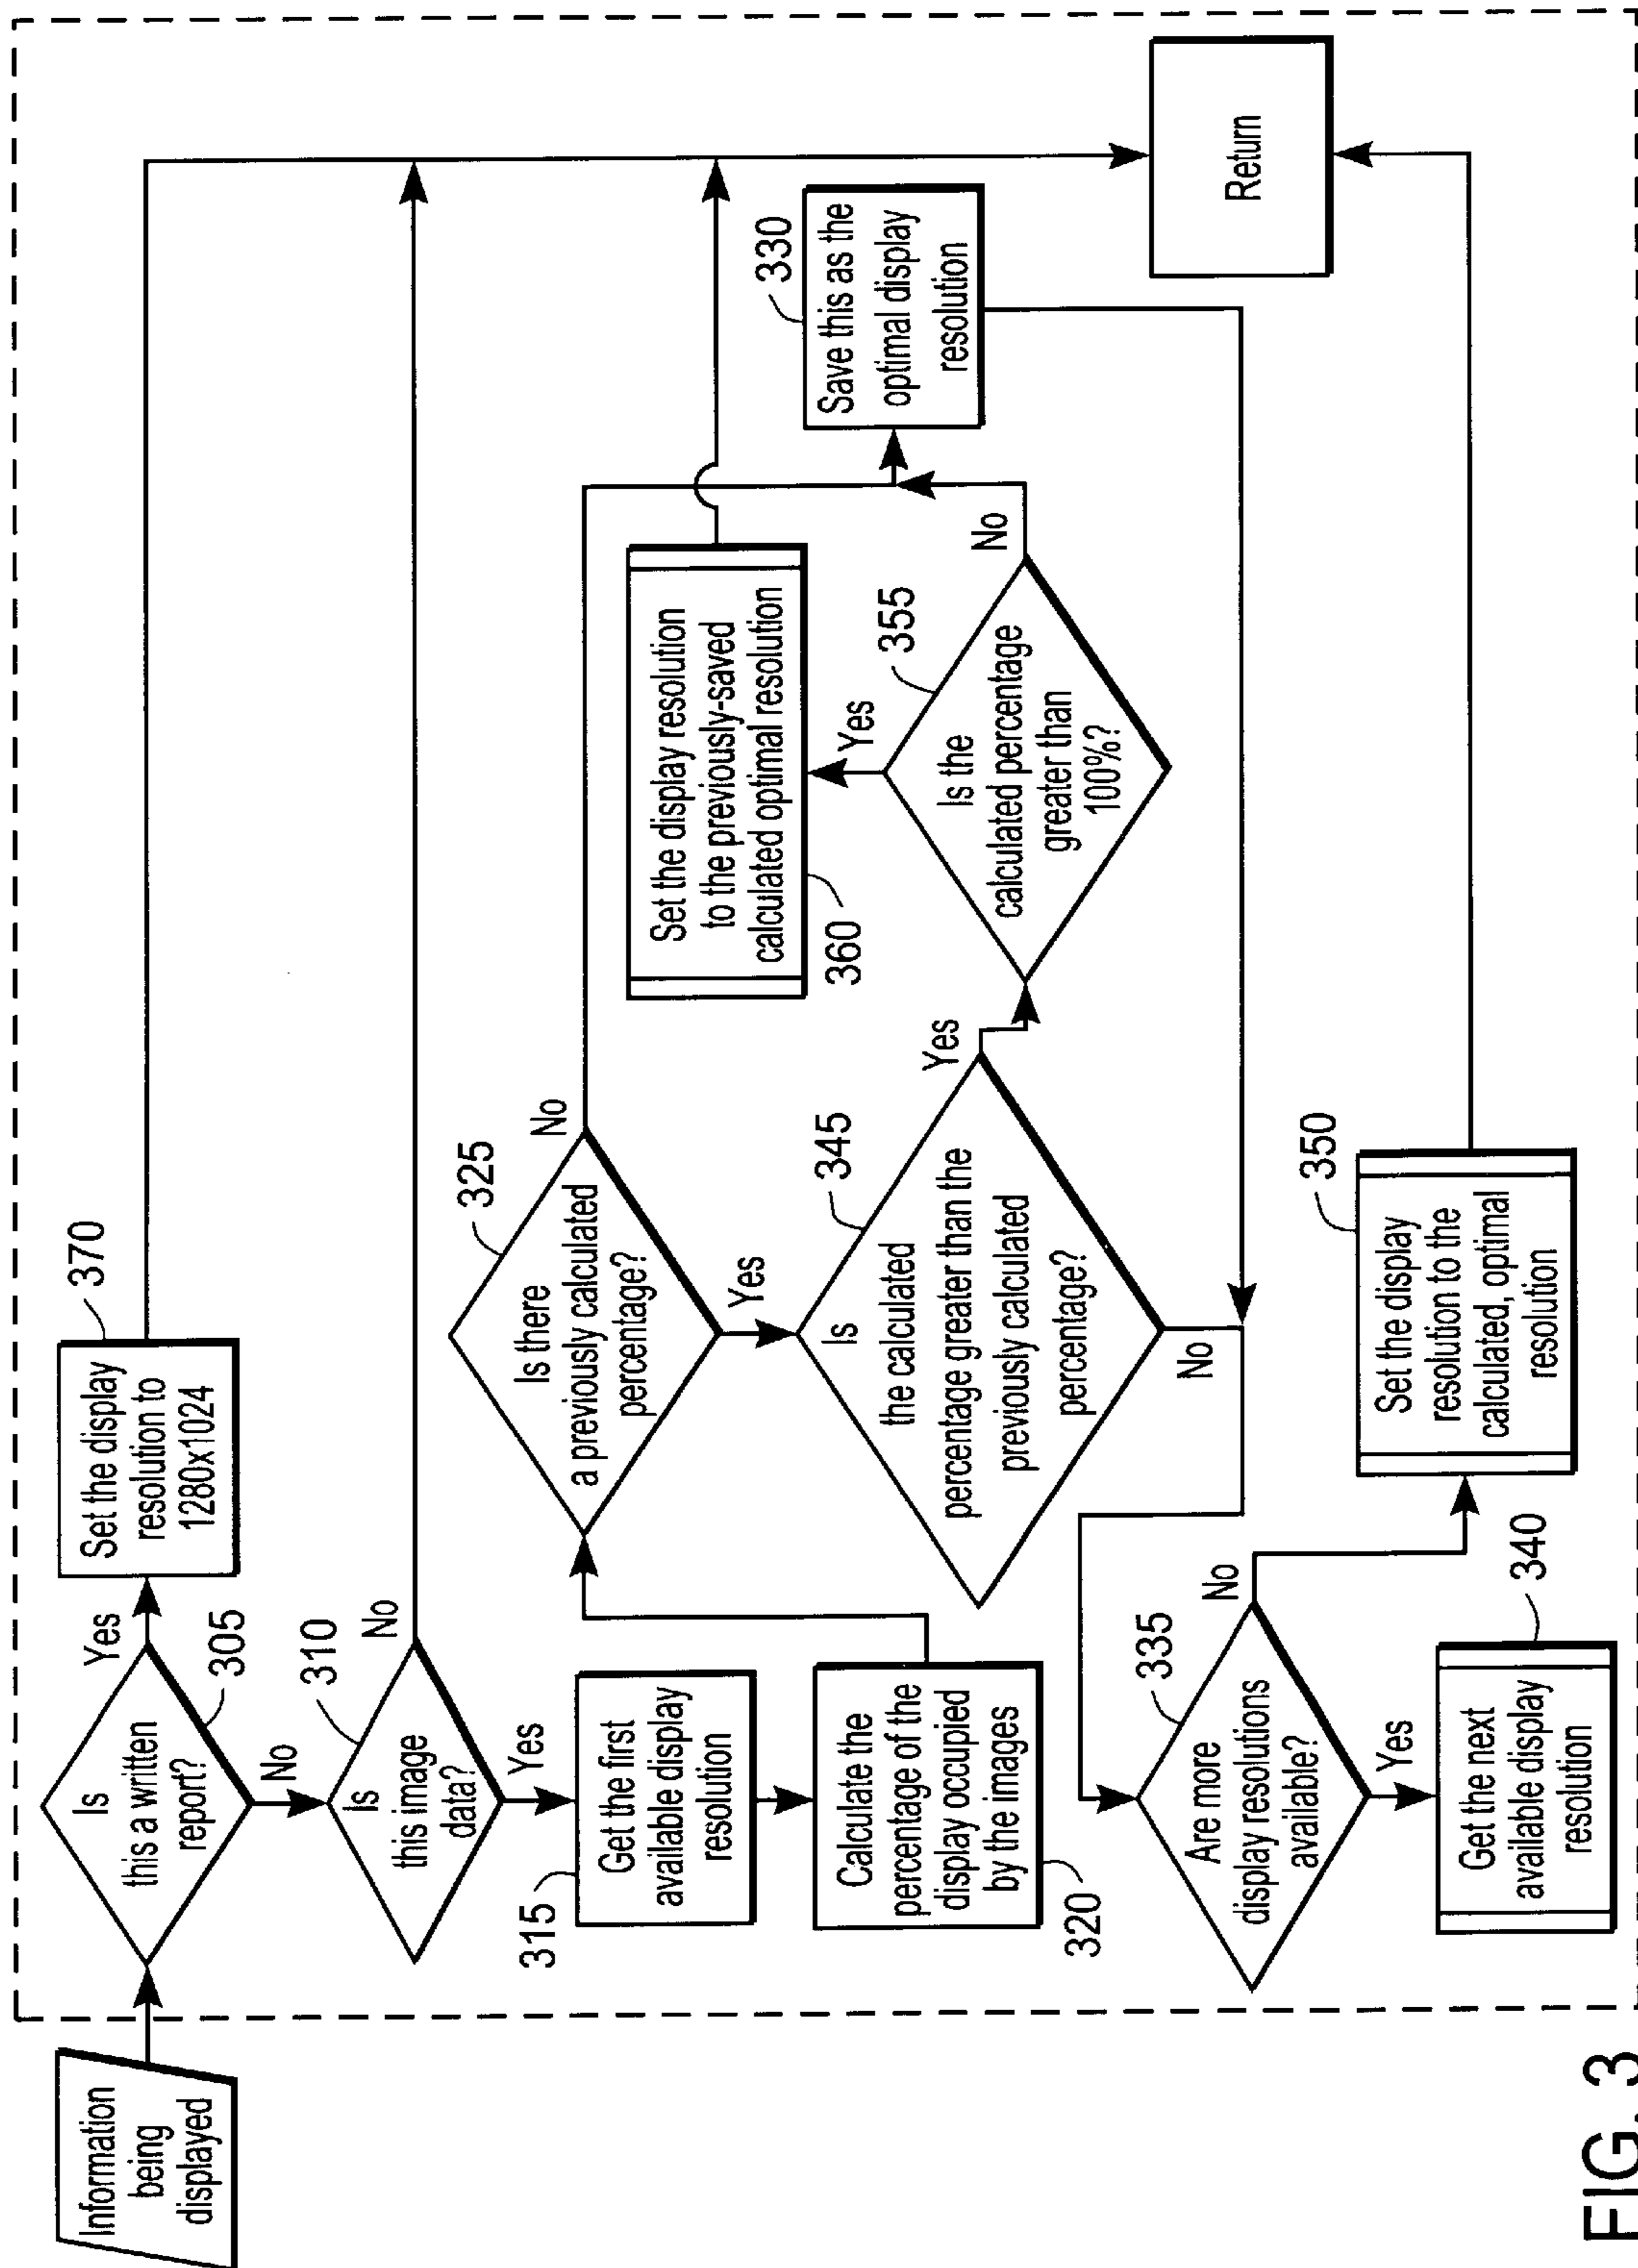 Information
being
displayed
Is
this a written
report?
305
Yes
No
Set the display
resolution to
1280x1024
370
Is
this image
data?
310
No
Yes
Get the first
available display
resolution
315
Calculate the
percentage of the
display occupied
by the images
320
Is there
a previously calculated
percentage?
325
No
Yes
Is
the calculated
percentage greater than the
previously calculated
percentage?
345
Yes
No
Set the display resolution
to the previously-saved
calculated optimal resolution
360
Is the
calculated percentage
greater than
100%?
355
Yes
No
Save this as the
optimal display
resolution
330
Are more
display resolutions
available?
335
No
Yes
Get the next
available display
resolution
340
Set the display
resolution to the
calculated, optimal
resolution
350
Return
FIG. 3